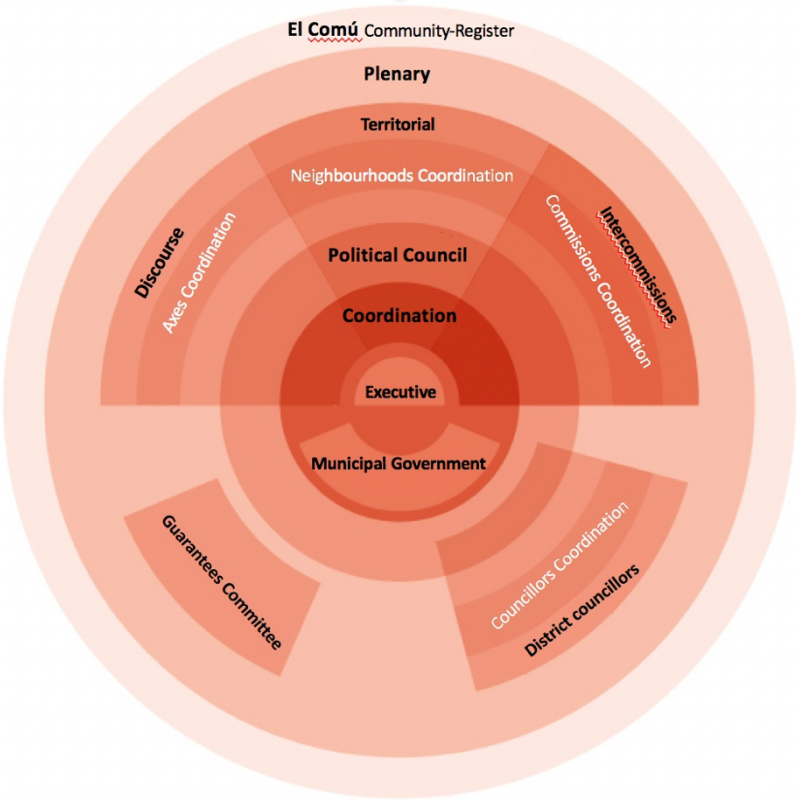 El Comú Community-Register
Plenary
Territorial
Neighbourhoods Coordination
Discourse
Axes Coordination
Intercommissions
Commissions Coordination
Political Council
Coordination
Executive
Municipal Government
Guarantees Committee
Councillors Coordination
District councillors